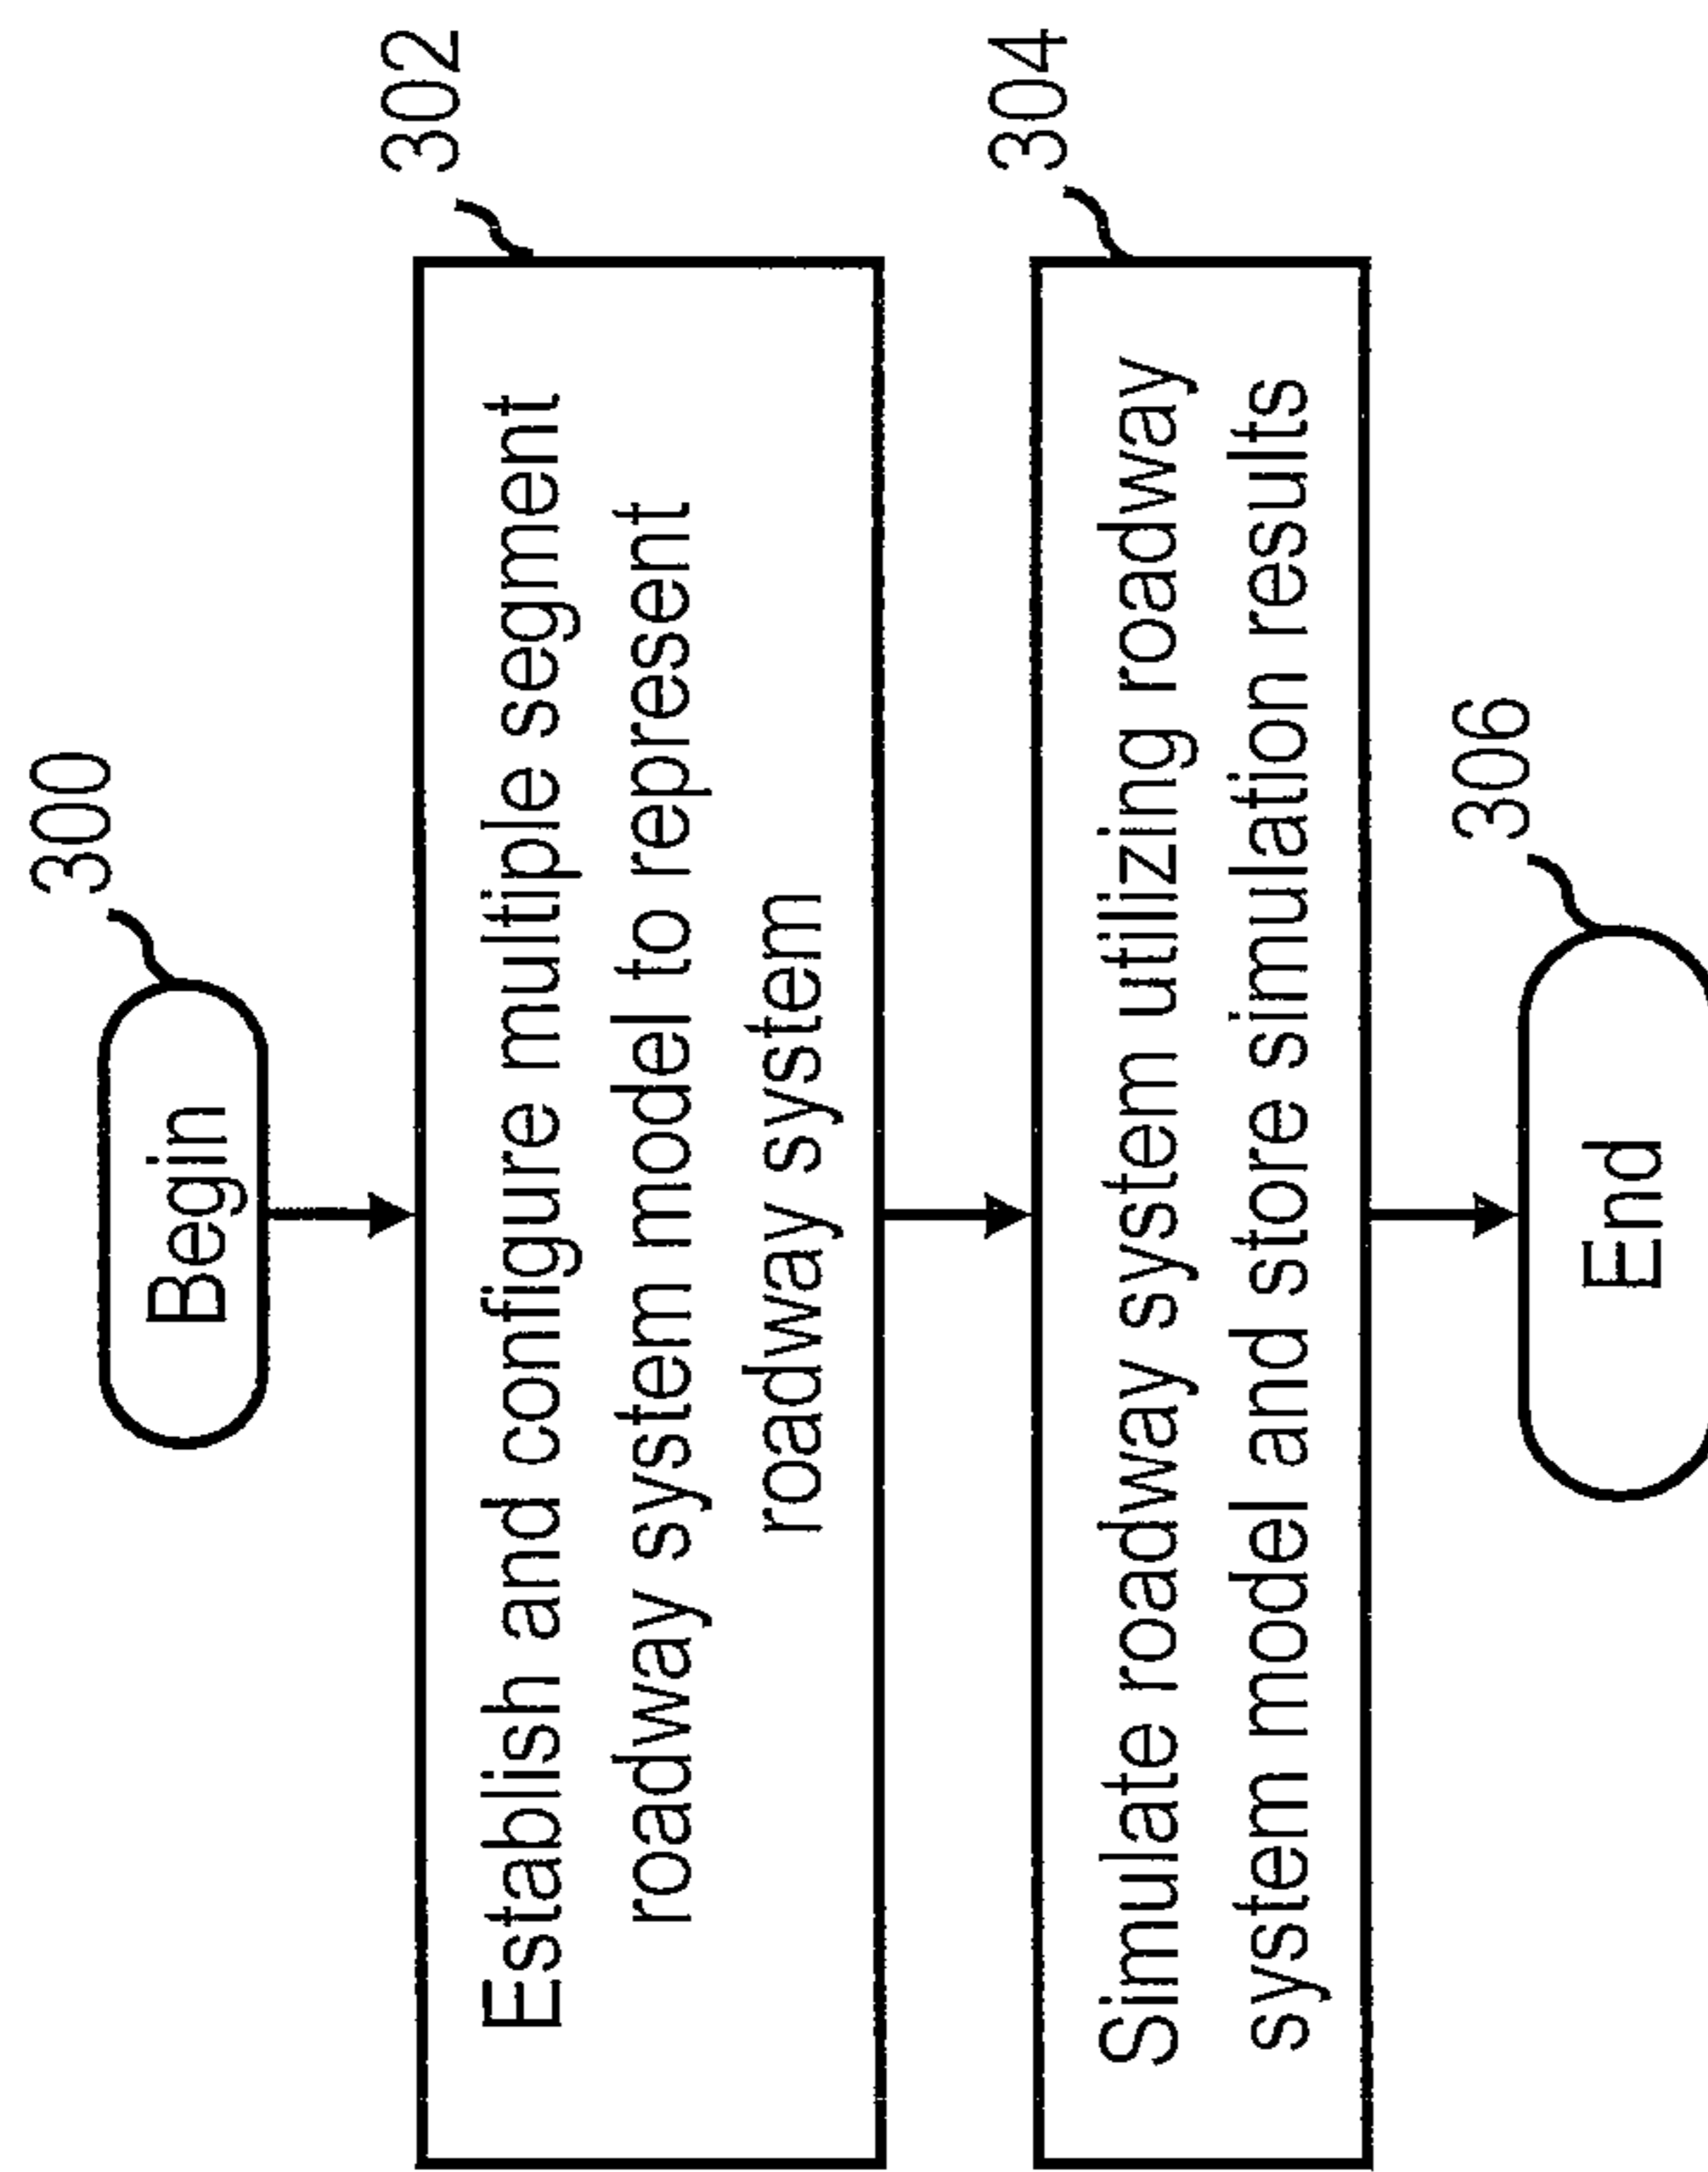 300
Begin
302
Establish and configure multiple segment
roadway system model to represent
roadway system
304
Simulate roadway system utilizing roadway
system model and store simulation results
306
End